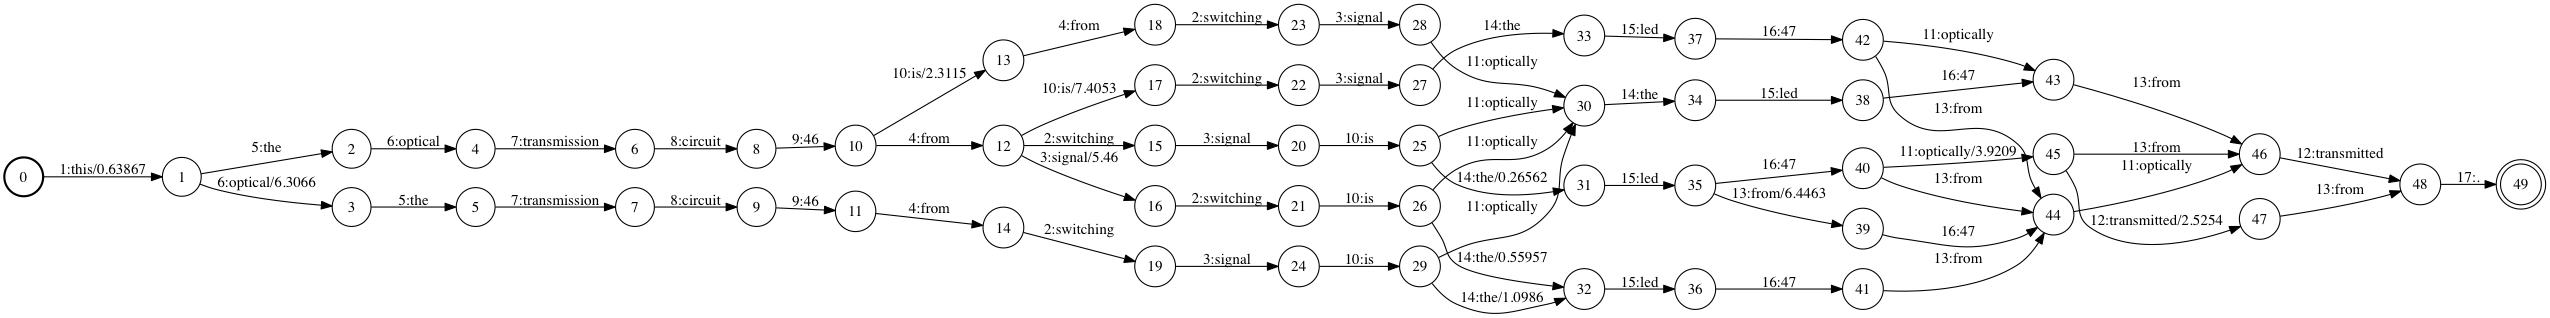 0
1:this/0.63867
1
5:the
2
6:optical
4
7:transmission
6
8:circuit
8
9:46
10
6:optical/6.3066
3
5:the
5
7:transmission
7
8:circuit
9
9:46
11
10:is/2.3115
13
4:from
18
2:switching
23
3:signal
28
11:optically
4:from
12
10:is/7.4053
17
2:switching
22
3:signal
27
14:the
33
15:led
37
16:47
42
11:optically
13:from
2:switching
15
3:signal
20
10:is
25
11:optically
14:the/0.26562
30
14:the
34
15:led
38
16:47
43
13:from
3:signal/5.46
16
2:switching
21
10:is
26
11:optically
14:the/0.55957
31
15:led
35
16:47
40
11:optically/3.9209
45
13:from
46
12:transmitted
48
17:.
49
13:from
13:from/6.4463
39
16:47
44
11:optically
12:transmitted/2.5254
47
13:from
4:from
14
2:switching
19
3:signal
24
10:is
29
11:optically
14:the/1.0986
32
15:led
36
16:47
41
13:from